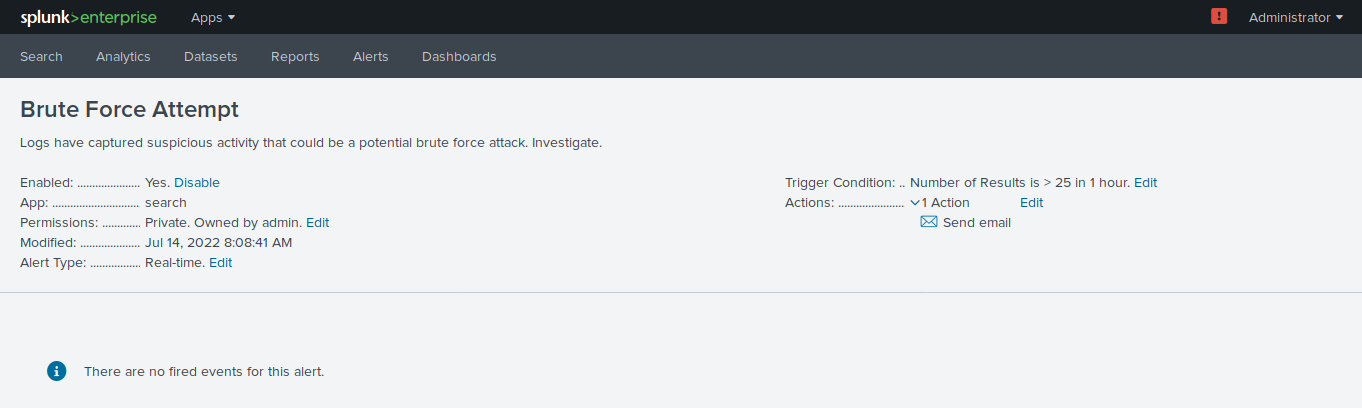 splunk>enterprise Apps Administrator
Search Analytics Datasets Reports Alerts Dashboards
Brute Force Attempt
Logs have captured suspicious activity that could be a potential brute force attack. Investigate.
Enabled: ..................... Yes. Disable
App: ............................. search
Permissions: ............. Private. Owned by admin. Edit
Modified: .................... Jul 14, 2022 8:08:41 AM
Alert Type: ................. Real-time. Edit
Trigger Condition: .. Number of Results is > 25 in 1 hour. Edit
Actions: ...................... 1 Action Edit
Send email
There are no fired events for this alert.